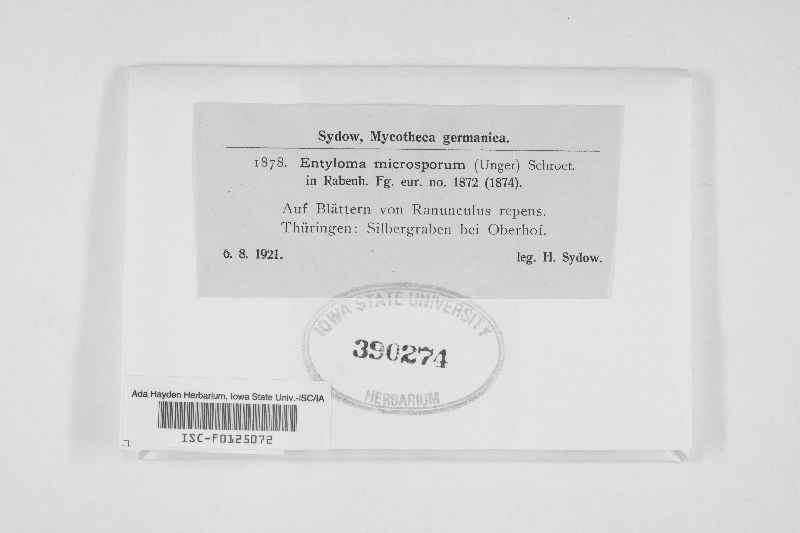 Sydow, Mycotheca germanica.
1878. Entyloma microsporum (Unger) Schroet.
in Rabenh. Fg. eur. no. 1872 (1874).
Auf Blättern von Ranunculus repens.
Thüringen: Silbergraben bei Oberhof.
6. 8. 1921. leg. H. Sydow.
IOWA STATE UNIVERSITY
390274
HERBARIUM
Ada Hayden Herbarium, Iowa State Univ.-ISC/IA
ISC-F0125072